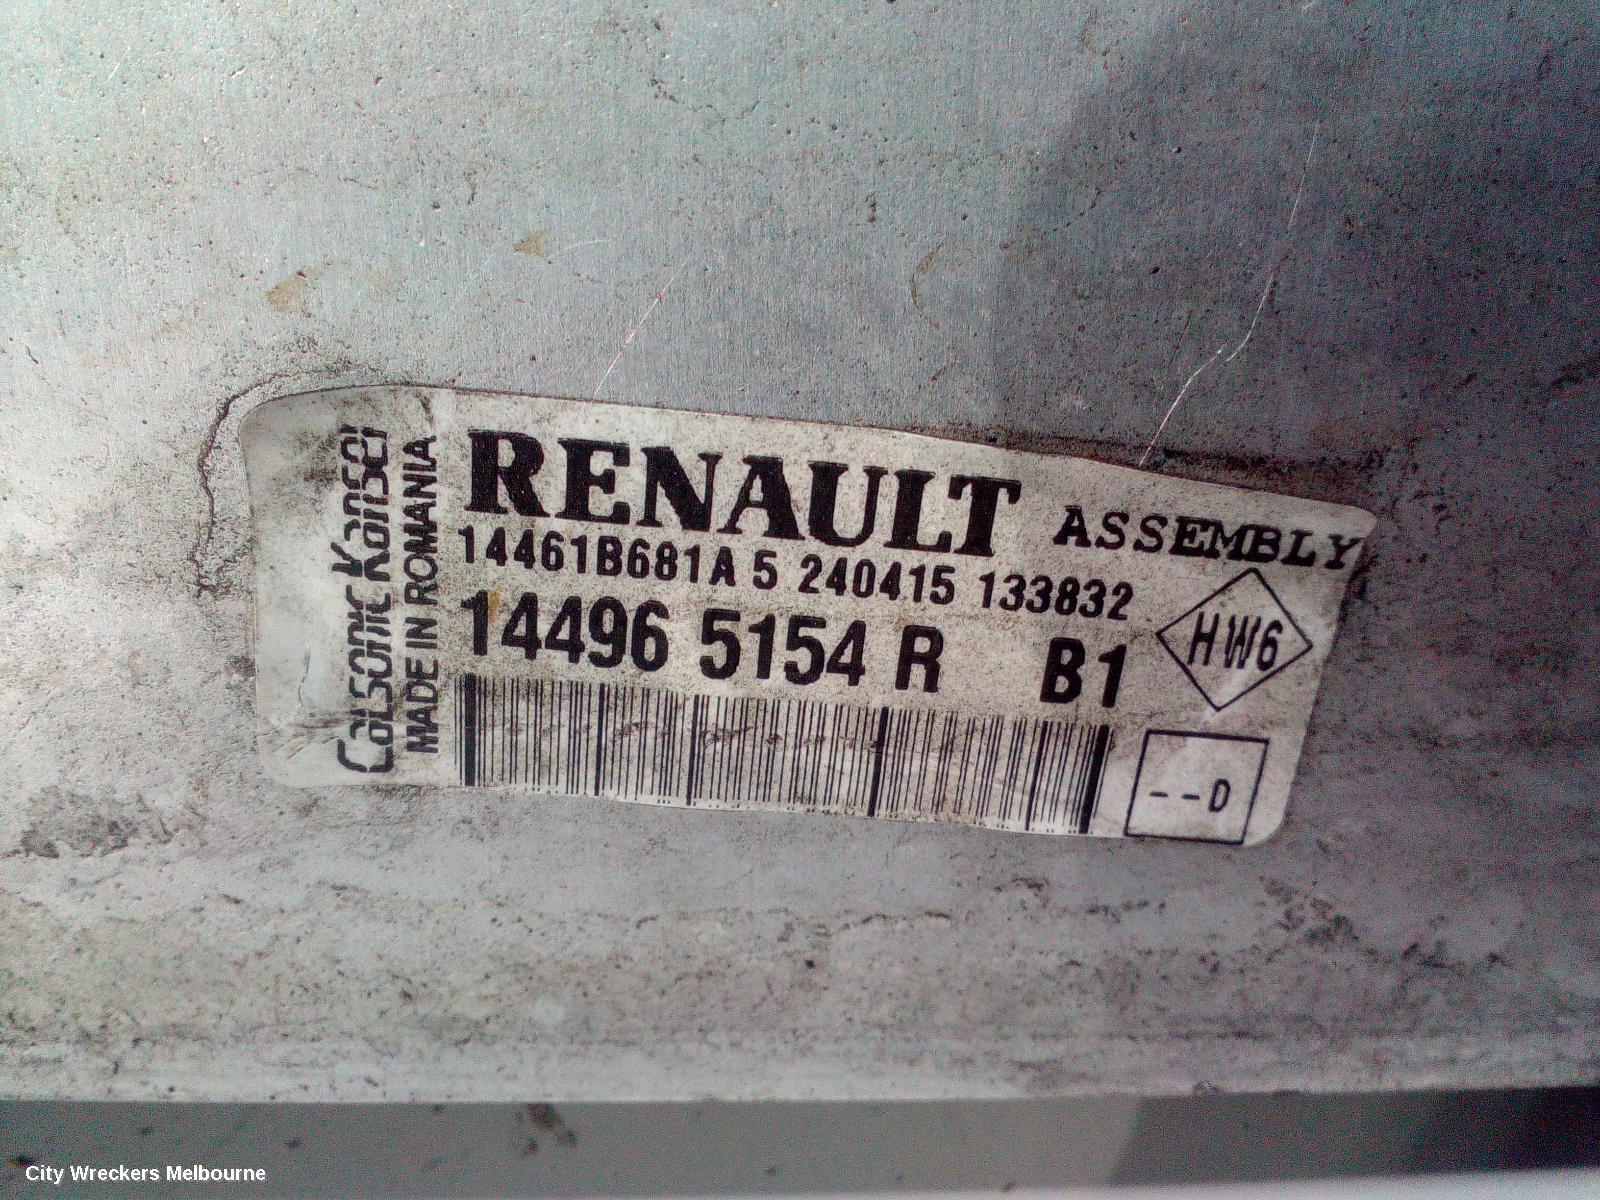 RENAULT ASSEMBLY
14461B681A 5 240415 133832
14496 5154 R B1
HW6
--D
Calsonic Kansei
MADE IN ROMANIA
City Wreckers Melbourne